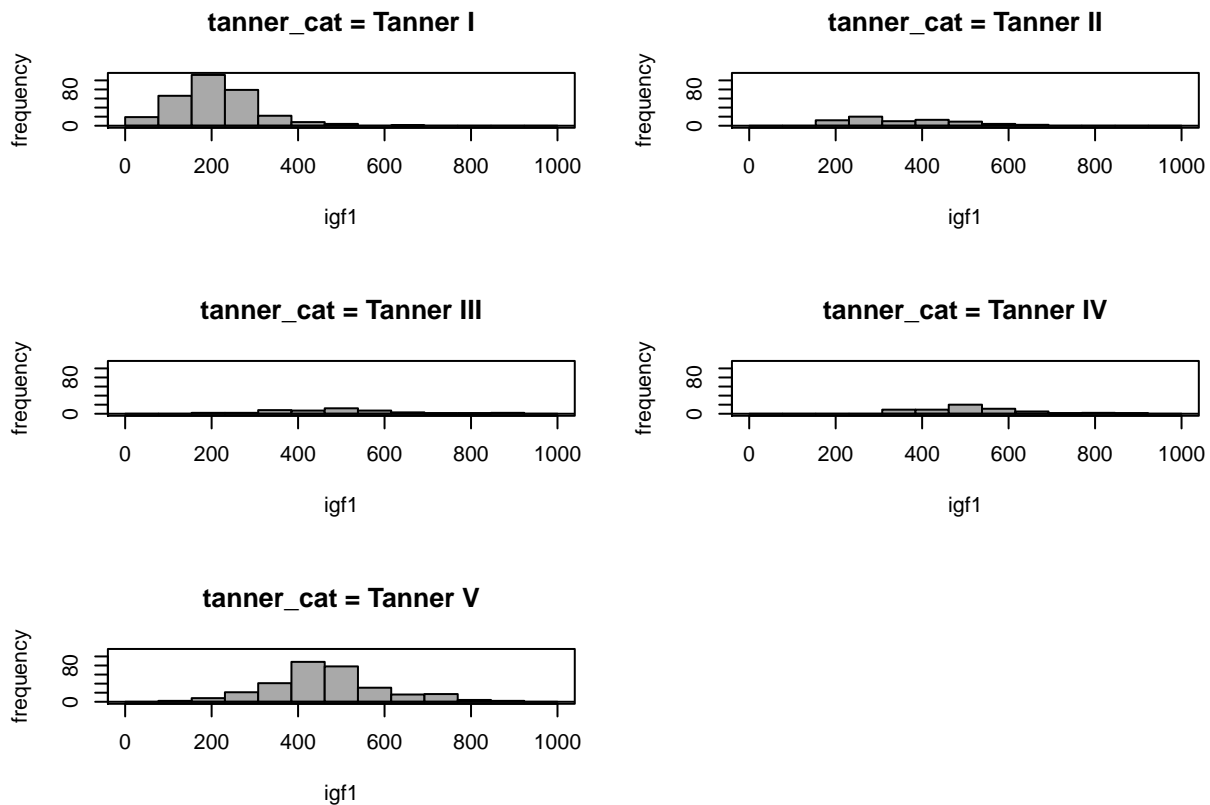 tanner_cat = Tanner I
frequency
0 80
0 200 400 600 800 1000
igf1
tanner_cat = Tanner II
frequency
0 80
0 200 400 600 800 1000
igf1
tanner_cat = Tanner III
frequency
0 80
0 200 400 600 800 1000
igf1
tanner_cat = Tanner IV
frequency
0 80
0 200 400 600 800 1000
igf1
tanner_cat = Tanner V
frequency
0 80
0 200 400 600 800 1000
igf1